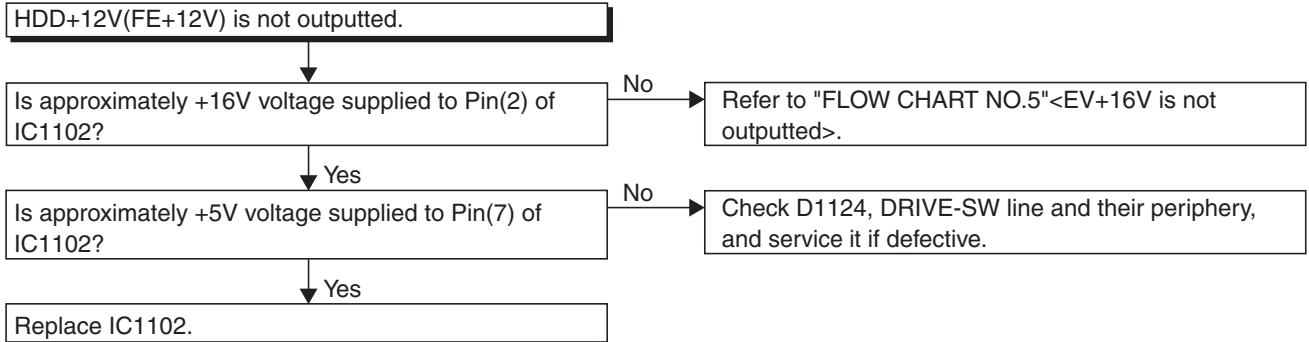 HDD+12V(FE+12V) is not outputted.
Is approximately +16V voltage supplied to Pin(2) of
IC1102?
No
Refer to "FLOW CHART NO.5"<EV+16V is not
outputted>.
Yes
Is approximately +5V voltage supplied to Pin(7) of
IC1102?
No
Check D1124, DRIVE-SW line and their periphery,
and service it if defective.
Yes
Replace IC1102.